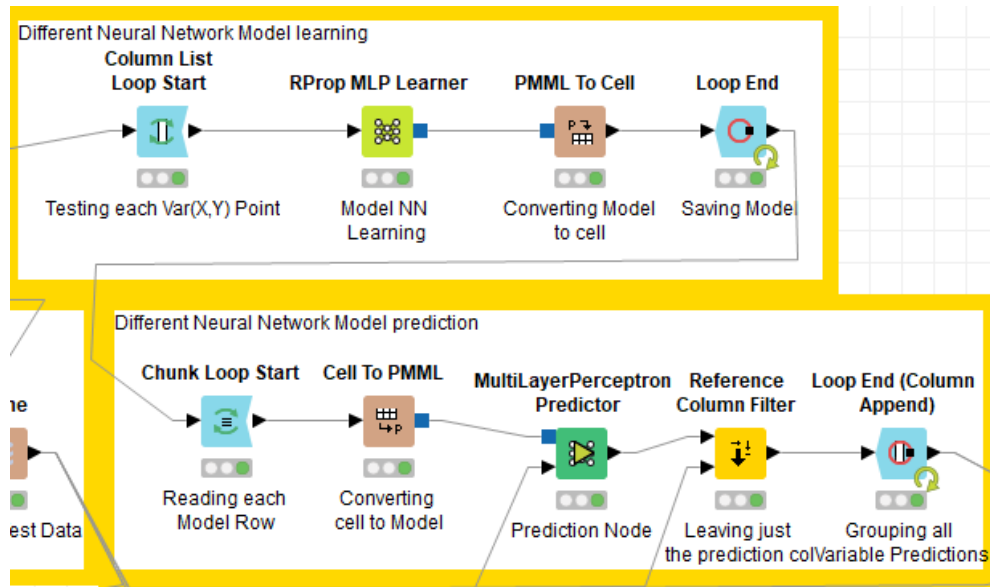 Different Neural Network Model learning
Column List
Loop Start
RProp MLP Learner
PMML To Cell
Loop End
Testing each Var(X,Y) Point
Model NN
Learning
Converting Model
to cell
Saving Model
Different Neural Network Model prediction
Chunk Loop Start
Cell To PMML
MultiLayerPerceptron
Predictor
Reference
Column Filter
Loop End (Column
Append)
Reading each
Model Row
Converting
cell to Model
Prediction Node
Leaving just
the prediction col
Grouping all
Variable Predictions
est Data